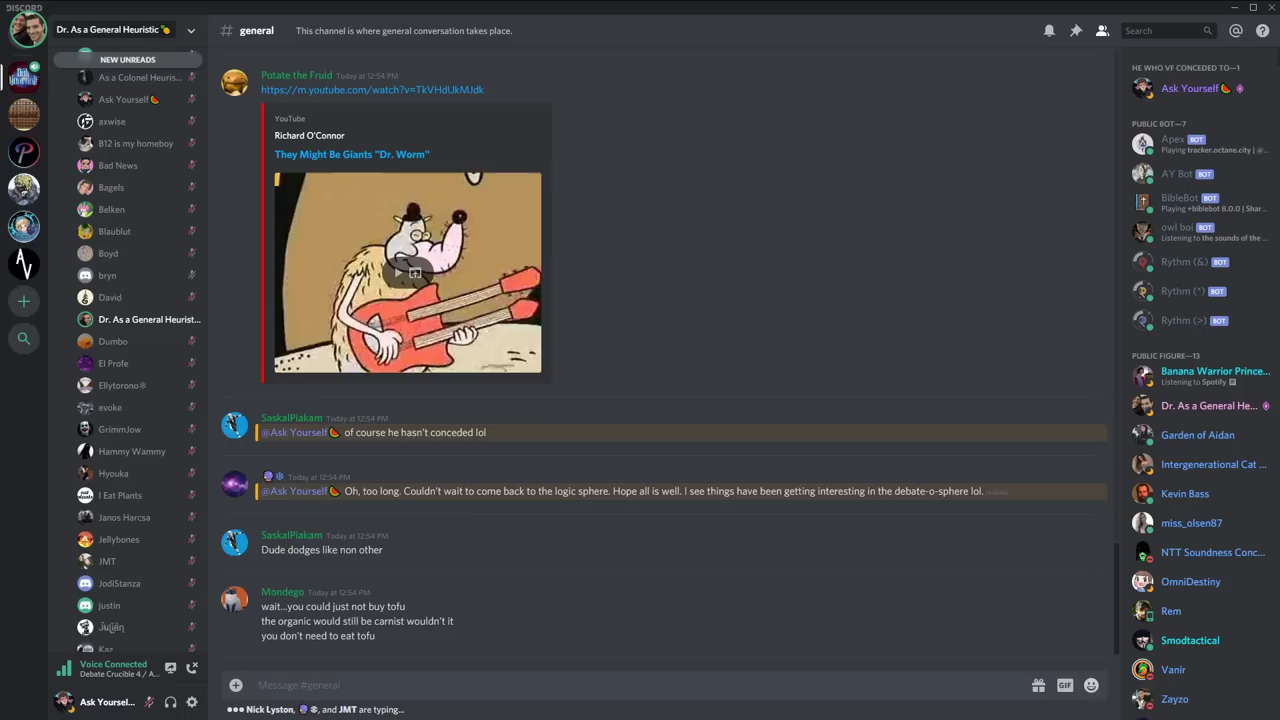 DISCORD
Dr. As a General Heuristic
NEW UNREADS
As a Colonel Heuris...
Ask Yourself
axwise
B12 is my homeboy
Bad News
Bagels
Belken
Blaublut
Boyd
bryn
David
Dr. As a General Heurist...
Dumbo
El Profe
Ellytorono❄
evoke
GrimmJow
Hammy Wammy
Hyouka
I Eat Plants
Janos Harcsa
Jellybones
JMT
JodiStanza
justin
Kaz
Voice Connected
Debate Crucible 4 / A...
Ask Yoursel...
# general
This channel is where general conversation takes place.
Search
Potate the Fruid Today at 12:54 PM
https://m.youtube.com/watch?v=TkVHdUkMJdk
YouTube
Richard O'Connor
They Might Be Giants "Dr. Worm"
SaskalPiakam Today at 12:54 PM
@Ask Yourself🍉 of course he hasn't conceded lol
Today at 12:54 PM
@Ask Yourself🍉 Oh, too long. Couldn't wait to come back to the logic sphere. Hope all is well. I see things have been getting interesting in the debate-o-sphere lol. (edited)
SaskalPiakam Today at 12:54 PM
Dude dodges like non other
Mondego Today at 12:54 PM
wait...you could just not buy tofu
the organic would still be carnist wouldn't it
you don't need to eat tofu
Message #general
GIF
Nick Lyston, and JMT are typing...
HE WHO VF CONCEDED TO—1
Ask Yourself
PUBLIC BOT—7
Apex BOT
Playing tracker.octane.city | @...
AY Bot BOT
BibleBot BOT
Playing +biblebot 8.0.0 | Shar...
owl boi BOT
Listening to the sounds of the ...
Rythm (&) BOT
Rythm (*) BOT
Rythm (>) BOT
PUBLIC FIGURE—13
Banana Warrior Prince...
Listening to Spotify
Dr. As a General He...
Garden of Aidan
Intergenerational Cat ...
Kevin Bass
miss_olsen87
NTT Soundness Conc...
OmniDestiny
Rem
Smodtactical
Vanir
Zayzo